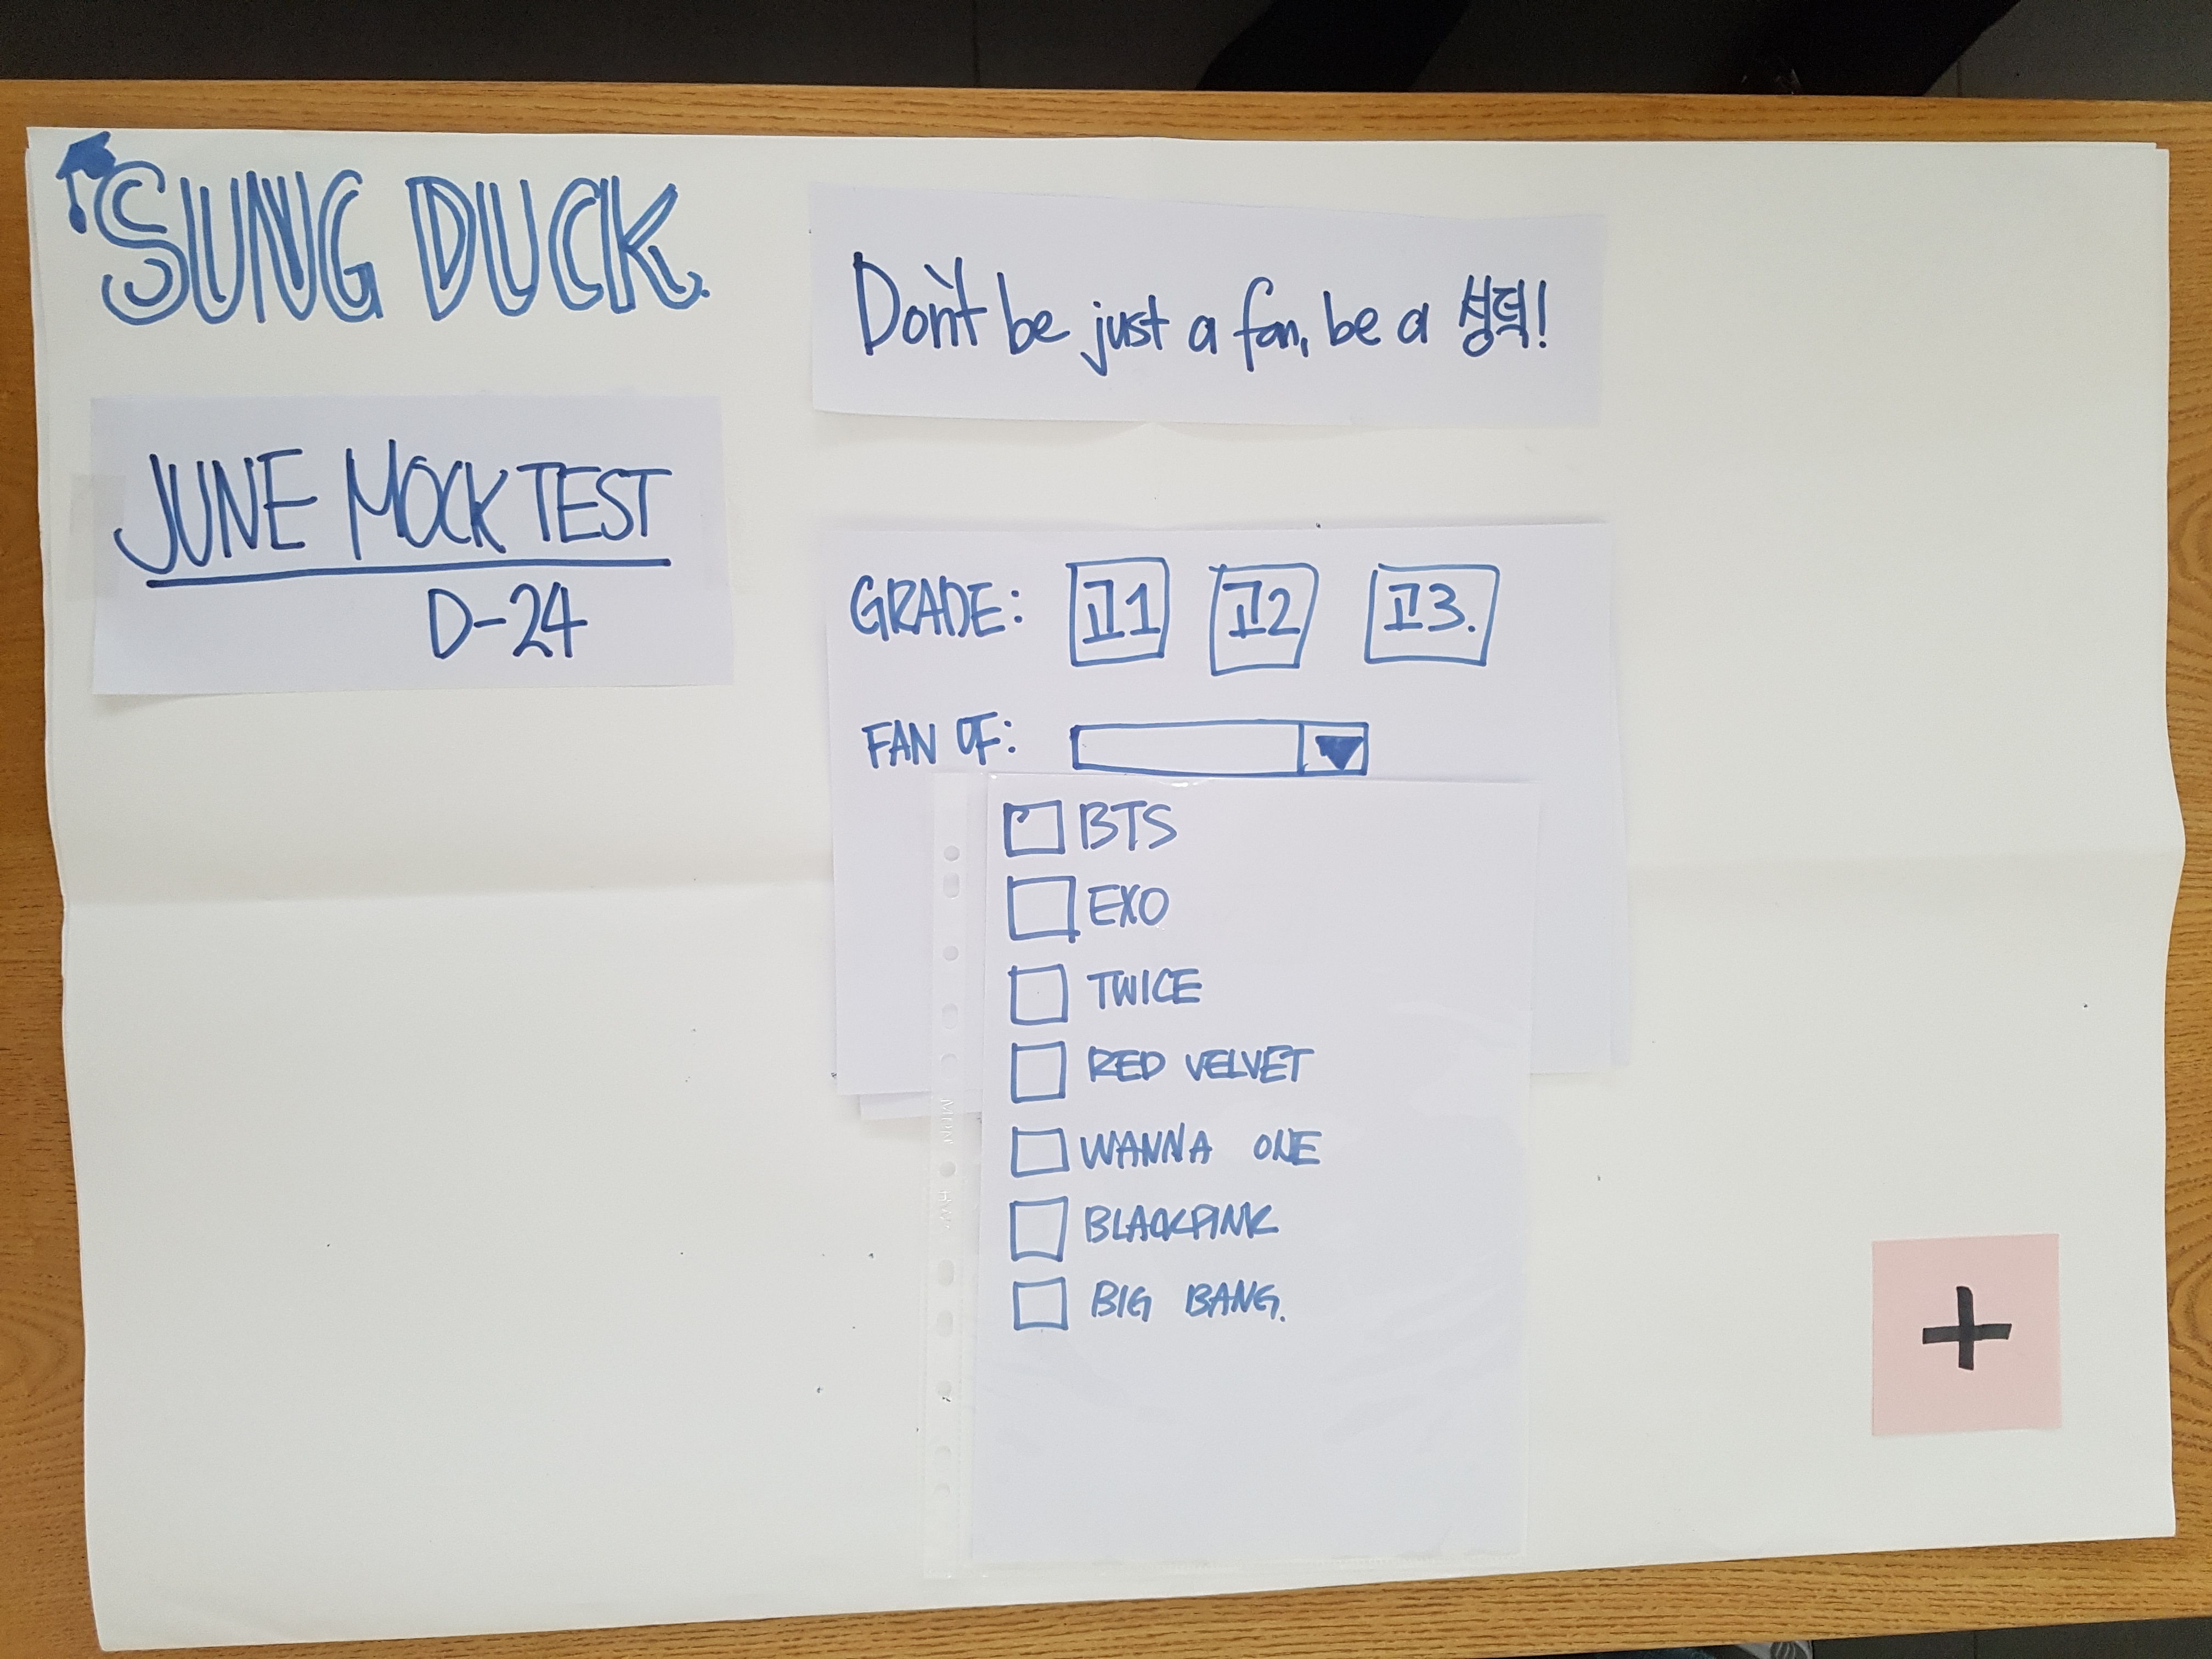 SUNG DUCK.
Don't be just a fan, be a 성덕!
JUNE MOCK TEST
D-24
GRADE: 고1 고2 고3.
FAN OF:
BTS
EXO
TWICE
RED VELVET
WANNA ONE
BLACKPINK
BIG BANG.
+